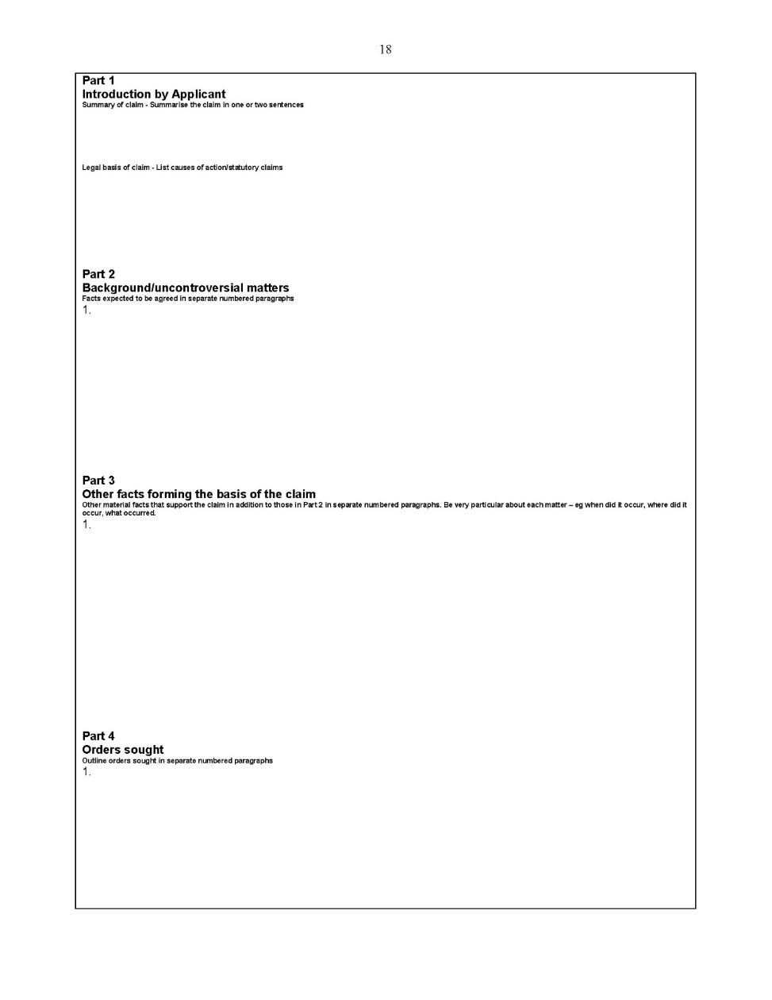 18
Part 1
Introduction by Applicant
Summary of claim - Summarise the claim in one or two sentences
Legal basis of claim - List causes of action/statutory claims
Part 2
Background/uncontroversial matters
Facts expected to be agreed in separate numbered paragraphs
1.
Part 3
Other facts forming the basis of the claim
Other material facts that support the claim in addition to those in Part 2 in separate numbered paragraphs. Be very particular about each matter – eg when did it occur, where did it
occur, what occurred.
1.
Part 4
Orders sought
Outline orders sought in separate numbered paragraphs
1.